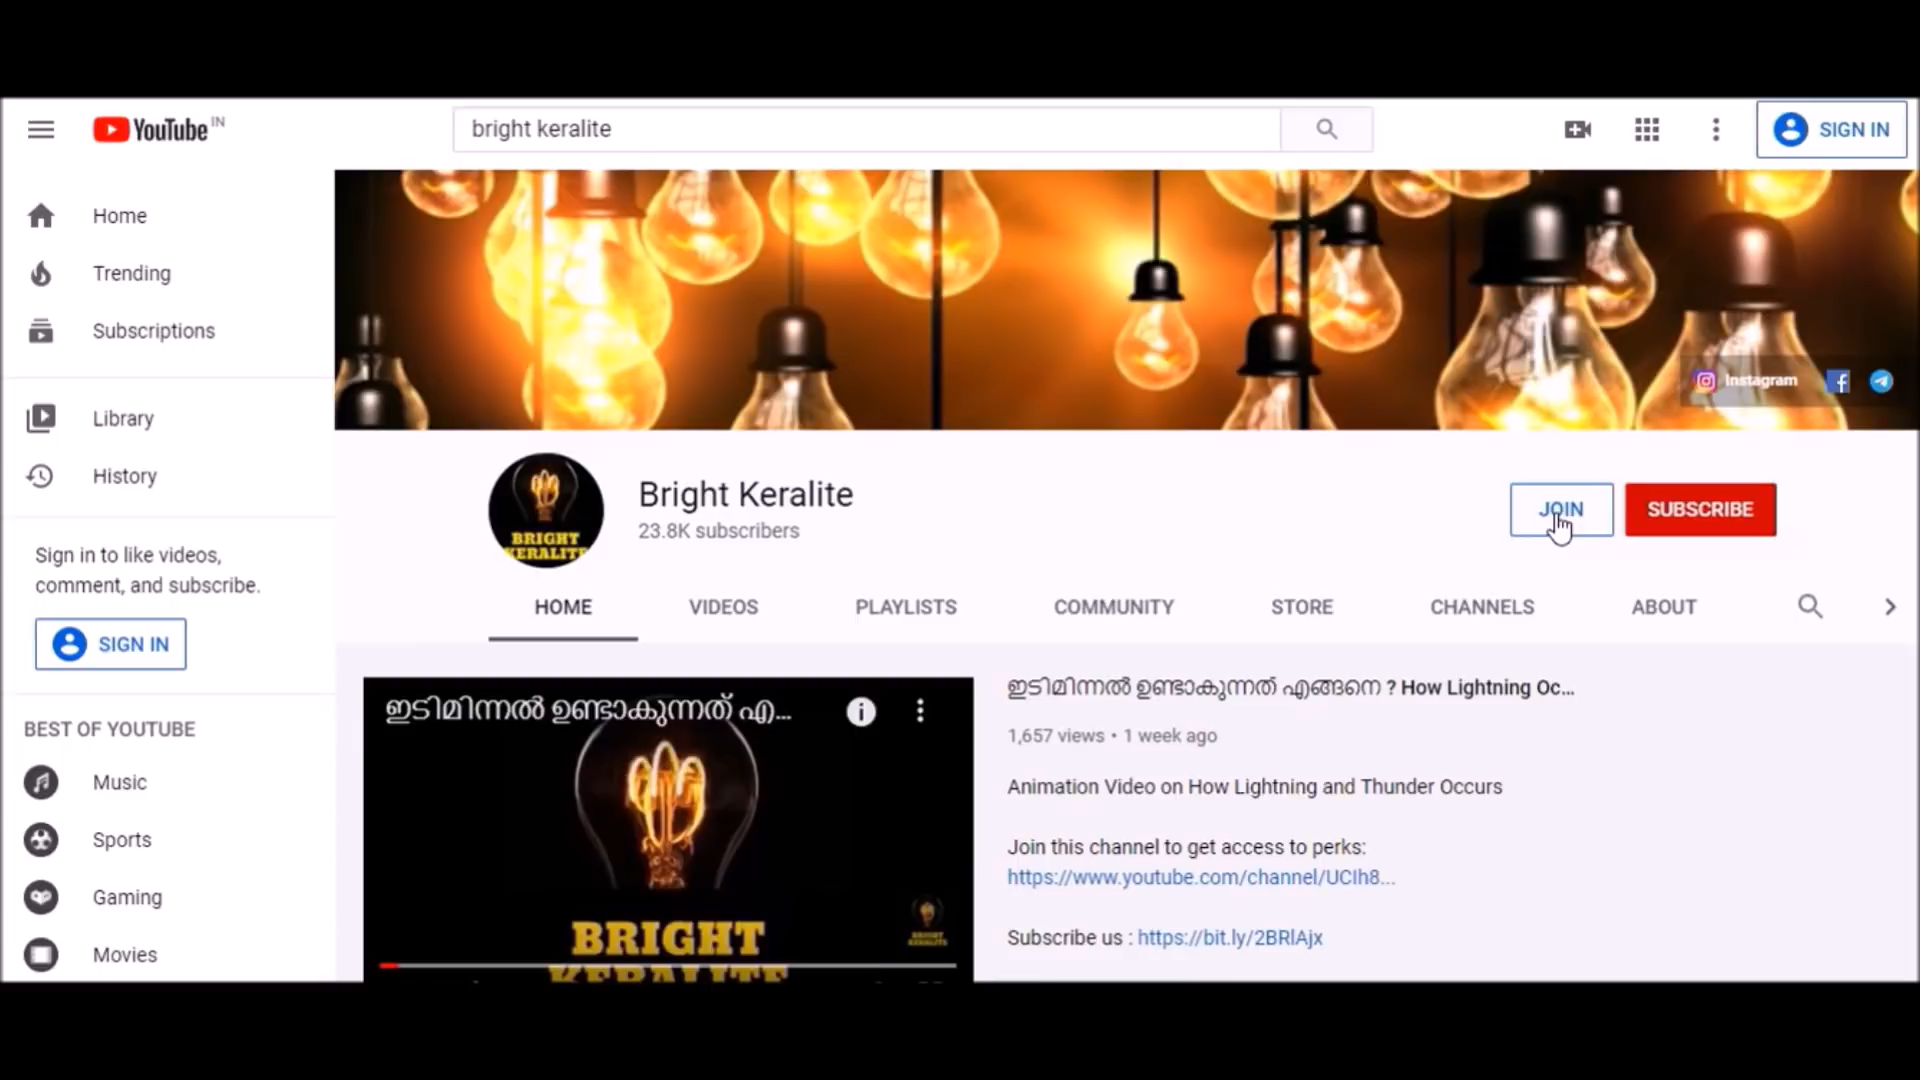 YouTube IN
bright keralite
SIGN IN
Home
Trending
Subscriptions
Library
History
Sign in to like videos,
comment, and subscribe.
SIGN IN
BEST OF YOUTUBE
Music
Sports
Gaming
Movies
Instagram
BRIGHT
KERALITE
Bright Keralite
23.8K subscribers
JOIN
SUBSCRIBE
HOME
VIDEOS
PLAYLISTS
COMMUNITY
STORE
CHANNELS
ABOUT
ഇടിമിന്നൽ ഉണ്ടാകുന്നത് എ...
BRIGHT
KERALITE
BRIGHT
KERALITE
ഇടിമിന്നൽ ഉണ്ടാകുന്നത് എങ്ങനെ ? How Lightning Oc...
1,657 views • 1 week ago
Animation Video on How Lightning and Thunder Occurs
Join this channel to get access to perks:
https://www.youtube.com/channel/UCIh8...
Subscribe us : https://bit.ly/2BRlAjx